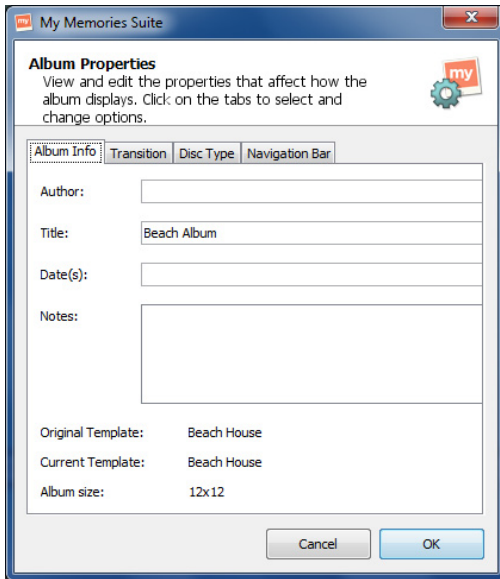 my My Memories Suite
Album Properties
View and edit the properties that affect how the
album displays. Click on the tabs to select and
change options.
my
Album Info Transition Disc Type Navigation Bar
Author:
Title: Beach Album
Date(s):
Notes:
Original Template: Beach House
Current Template: Beach House
Album size: 12x12
Cancel OK